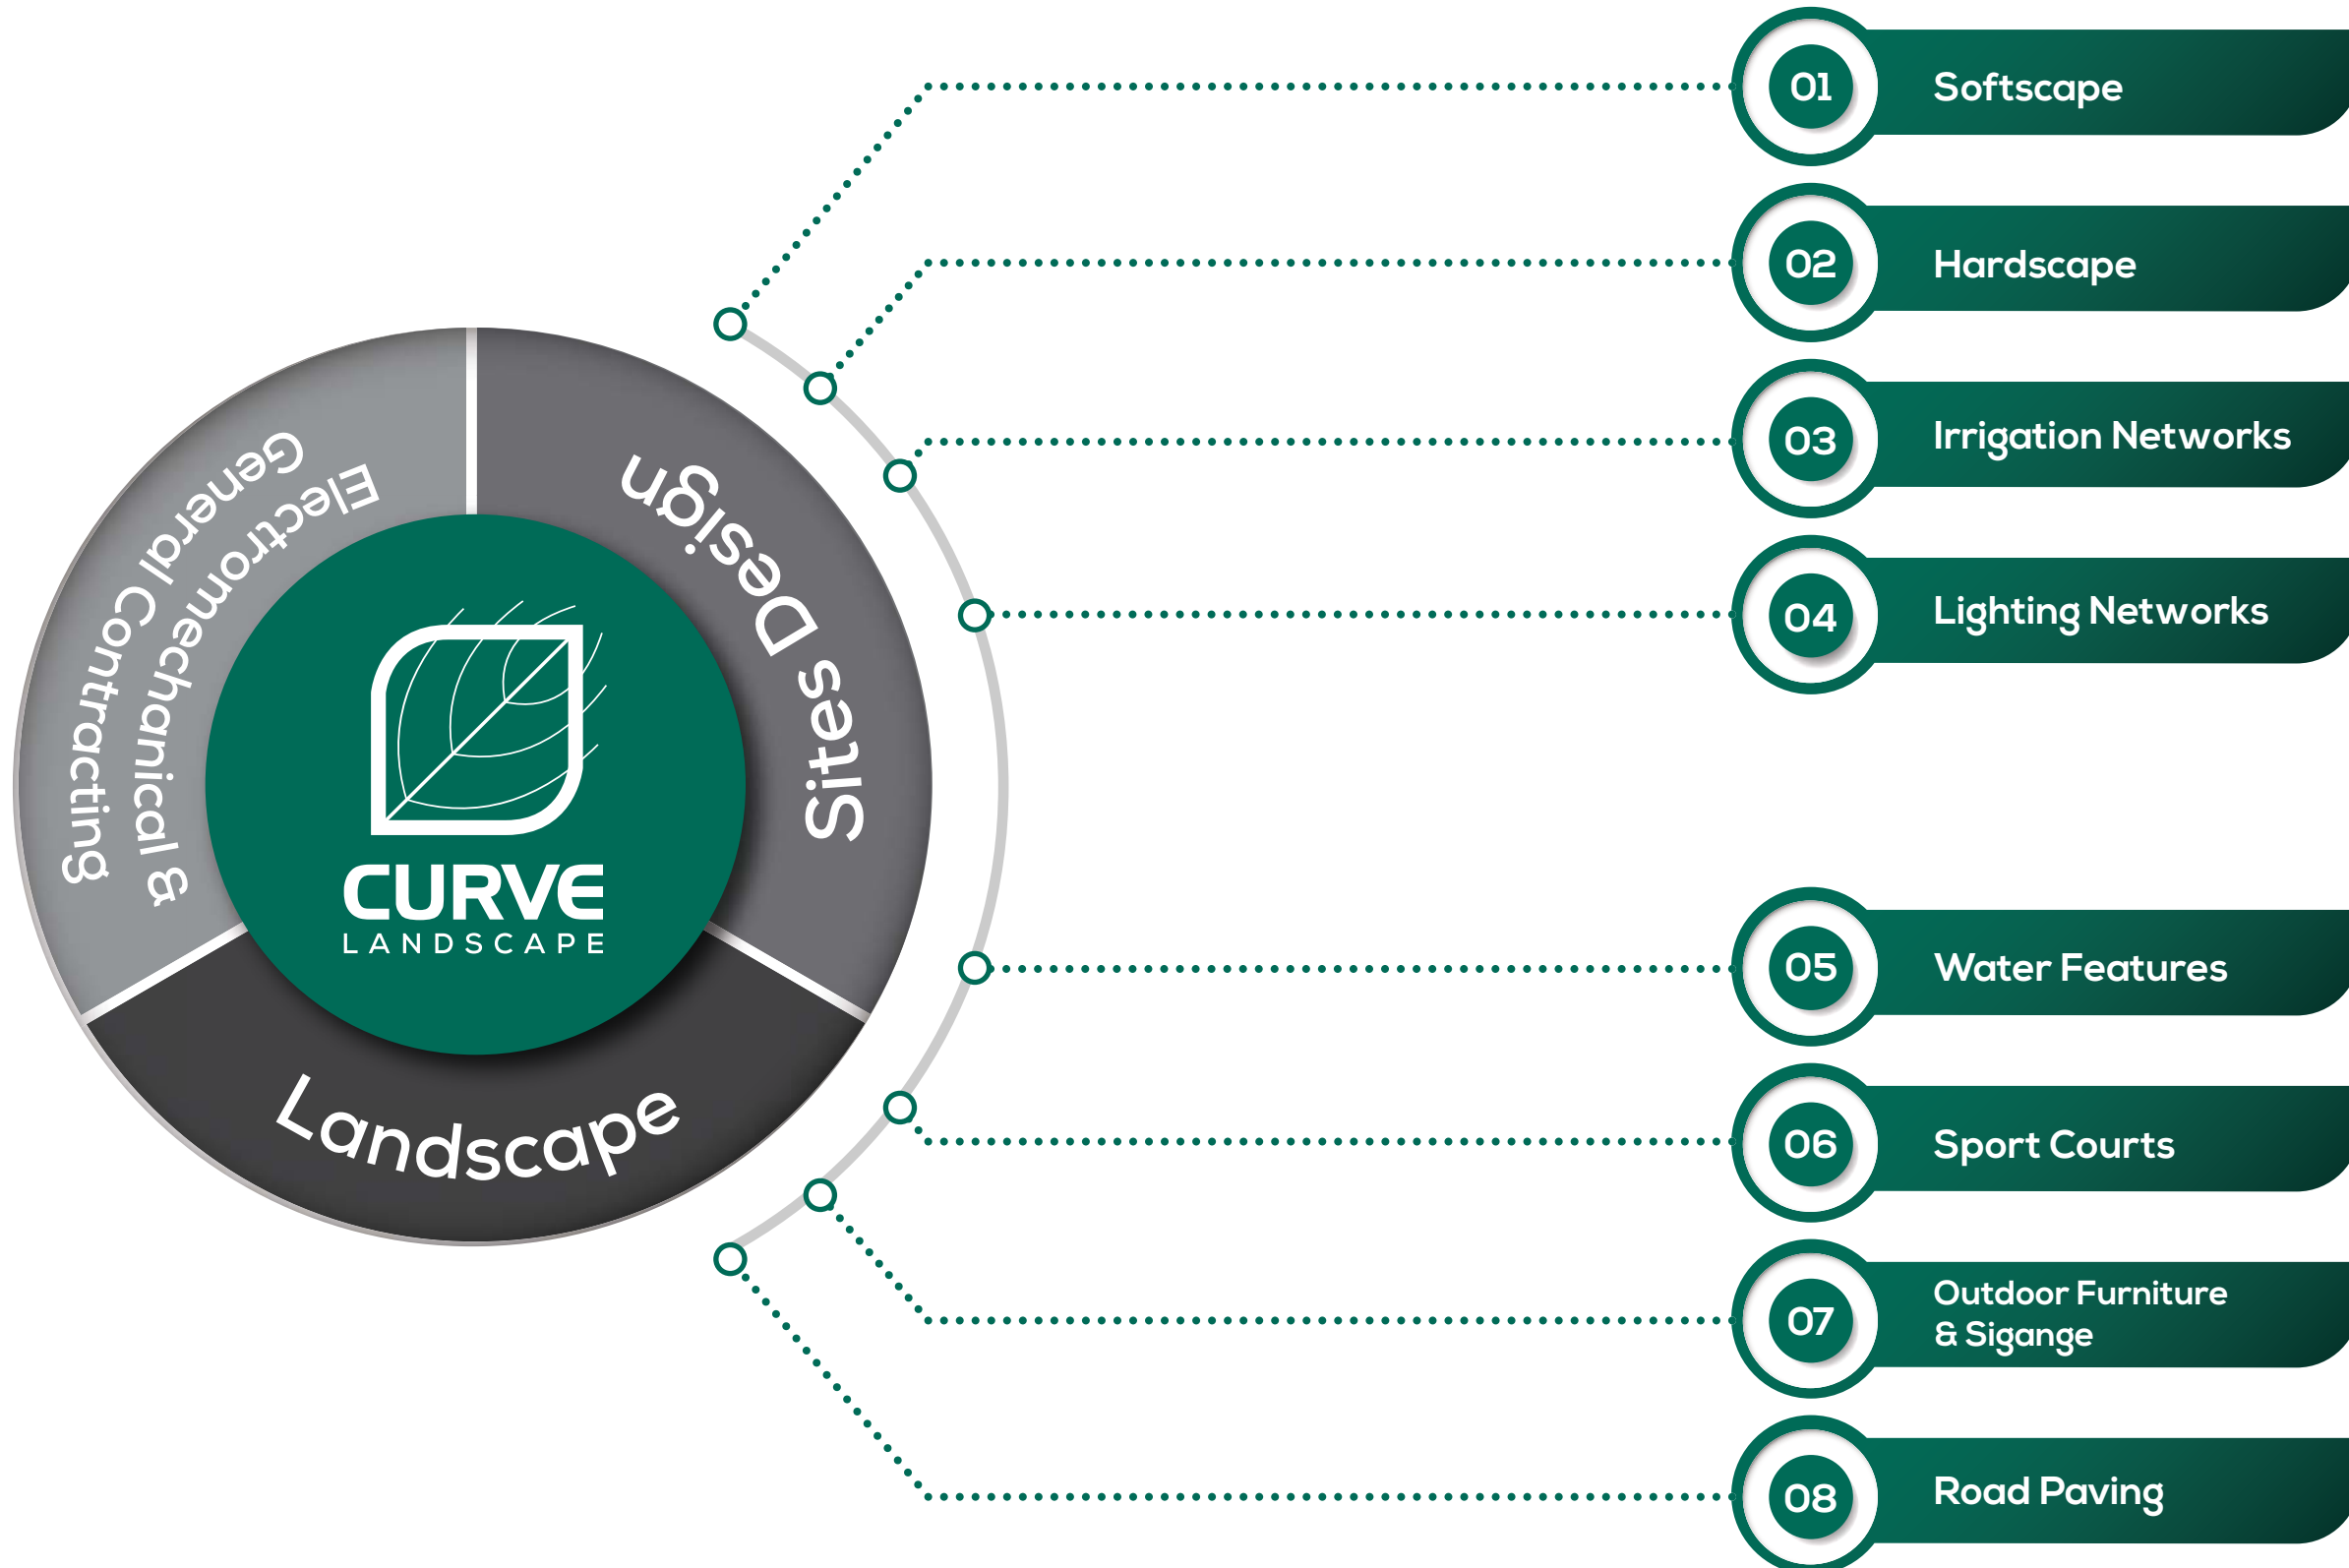 Electromechanical &
General Contracting
Sites Design
Landscape
CURVE
LANDSCAPE
01 Softscape
02 Hardscape
03 Irrigation Networks
04 Lighting Networks
05 Water Features
06 Sport Courts
07 Outdoor Furniture
& Sigange
08 Road Paving